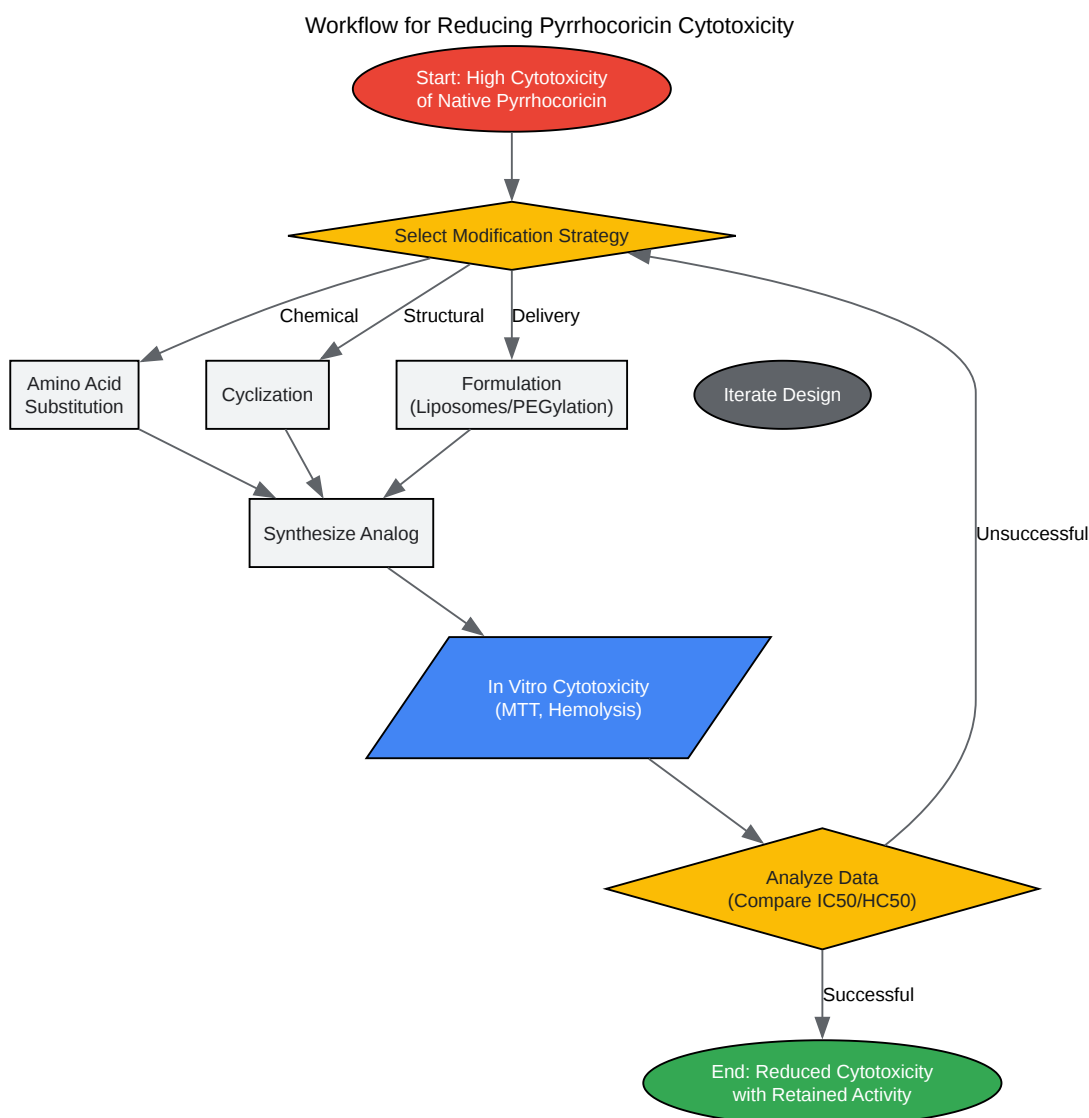 Workflow for Reducing Pyrrhocoricin Cytotoxicity
Start: High Cytotoxicity
of Native Pyrrhocoricin
Select Modification Strategy
Chemical
Structural
Delivery
Amino Acid
Substitution
Cyclization
Formulation
(Liposomes/PEGylation)
Iterate Design
Synthesize Analog
Unsuccessful
In Vitro Cytotoxicity
(MTT, Hemolysis)
Analyze Data
(Compare IC50/HC50)
Successful
End: Reduced Cytotoxicity
with Retained Activity